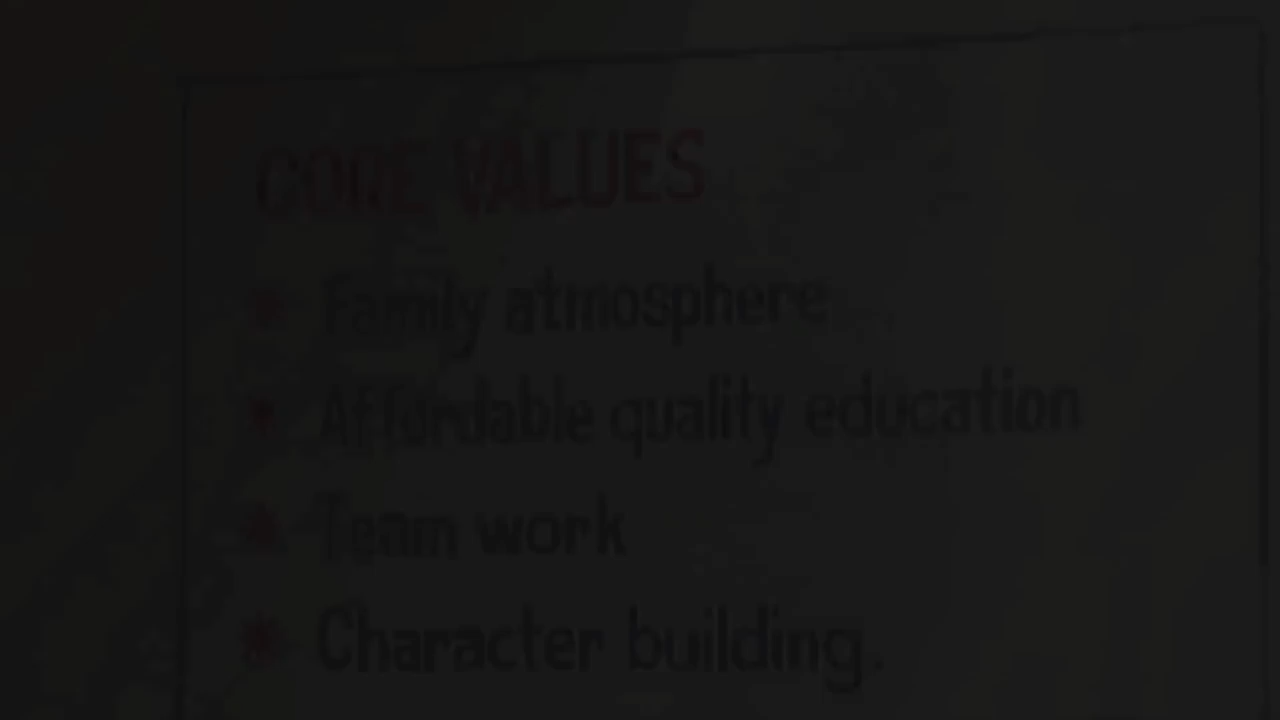 CORE VALUES
Family atmosphere
Affordable quality education
Team work
Character building.